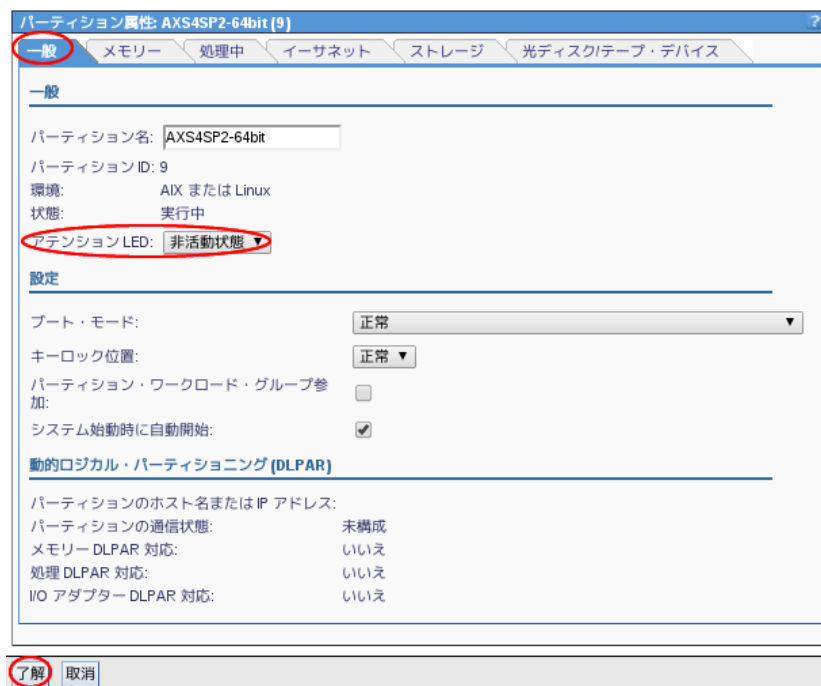 パーティション属性: AXS4SP2-64bit (9)
?
一般 メモリー 処理中 イーサネット ストレージ 光ディスク/テープ・デバイス
一般
パーティション名: AXS4SP2-64bit
パーティション ID: 9
環境: AIX または Linux
状態: 実行中
アテンション LED: 非活動状態 ▼
設定
ブート・モード: 正常 ▼
キーロック位置: 正常 ▼
パーティション・ワークロード・グループ参
加:
システム始動時に自動開始:
動的ロジカル・パーティショニング (DLPAR)
パーティションのホスト名または IP アドレス:
パーティションの通信状態: 未構成
メモリー DLPAR 対応: いいえ
処理 DLPAR 対応: いいえ
I/O アダプター DLPAR 対応: いいえ
了解 取消